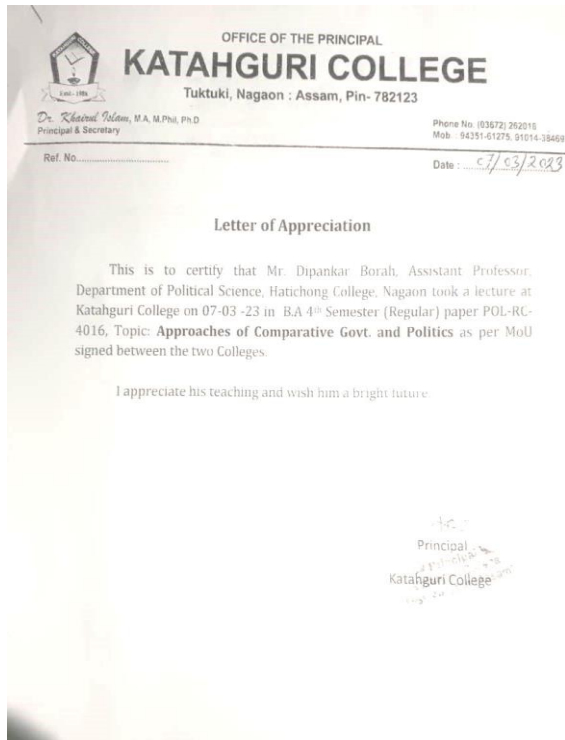 OFFICE OF THE PRINCIPAL
KATAHGURI COLLEGE
Tuktuki, Nagaon : Assam, Pin- 782123
KATAHGURI COLLEGE
Dr. Khairul Islam, M.A, M.Phil, Ph.D
Principal & Secretary
Phone No. (03672) 262016
Mob. 94351-61275, 91014-38469
Ref. No..............................
Date : 07/03/2023
Letter of Appreciation
This is to certify that Mr. Dipankar Borah, Assistant Professor,
Department of Political Science, Hatichong College, Nagaon took a lecture at
Katahguri College on 07-03 -23 in B.A 4th Semester (Regular) paper POL-RC-
4016, Topic: Approaches of Comparative Govt. and Politics as per MoU
signed between the two Colleges.
I appreciate his teaching and wish him a bright future
Principal
Katahguri College